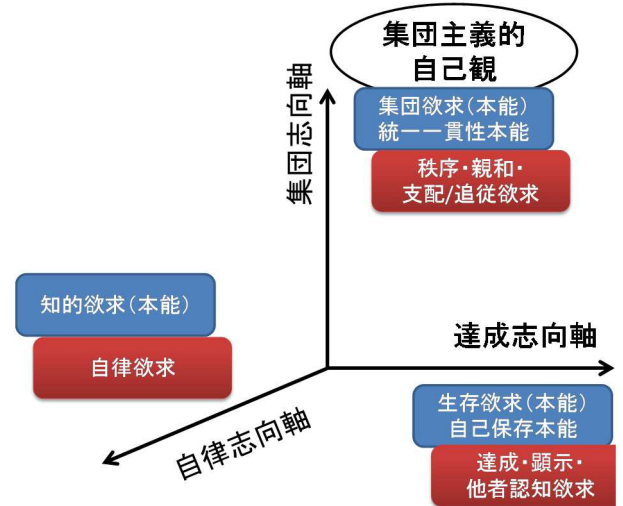 集団主義的
自己観
集団志向軸
集団欲求(本能)
統一一貫性本能
秩序・親和・
支配/追従欲求
知的欲求(本能)
自律欲求
達成志向軸
自律志向軸
生存欲求(本能)
自己保存本能
達成・顕示・
他者認知欲求